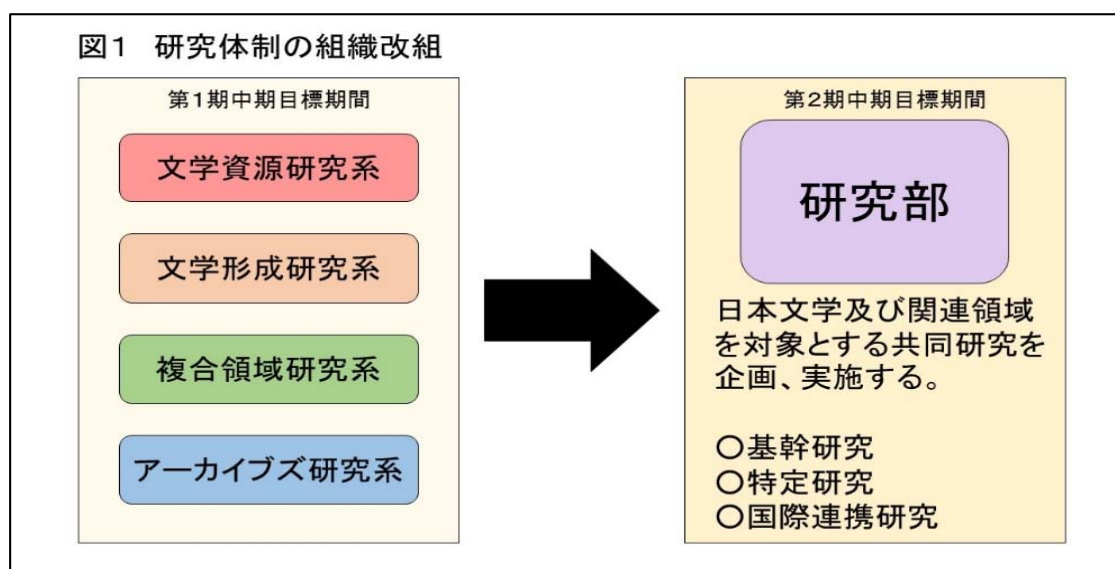 図1 研究体制の組織改組
第1期中期目標期間
文学資源研究系
文学形成研究系
複合領域研究系
アーカイブズ研究系
第2期中期目標期間
研究部
日本文学及び関連領域
を対象とする共同研究を
企画、実施する。
○基幹研究
○特定研究
○国際連携研究